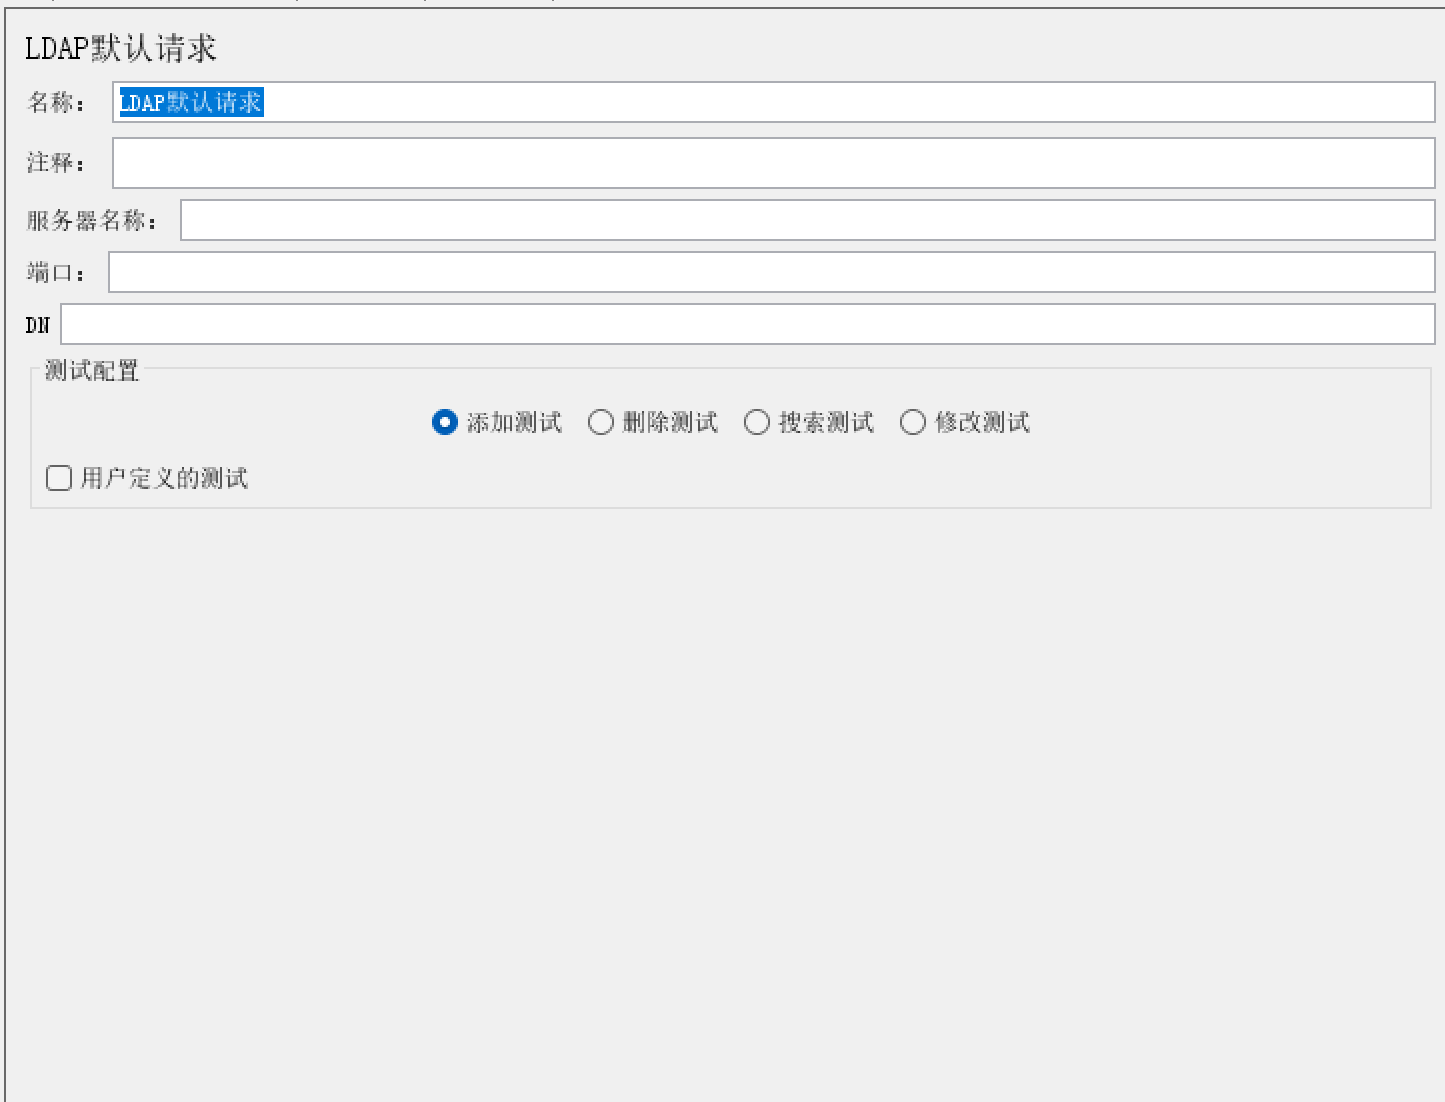 LDAP默认请求
名称： LDAP默认请求
注释：
服务器名称：
端口：
DN
测试配置
添加测试 删除测试 搜索测试 修改测试
用户定义的测试